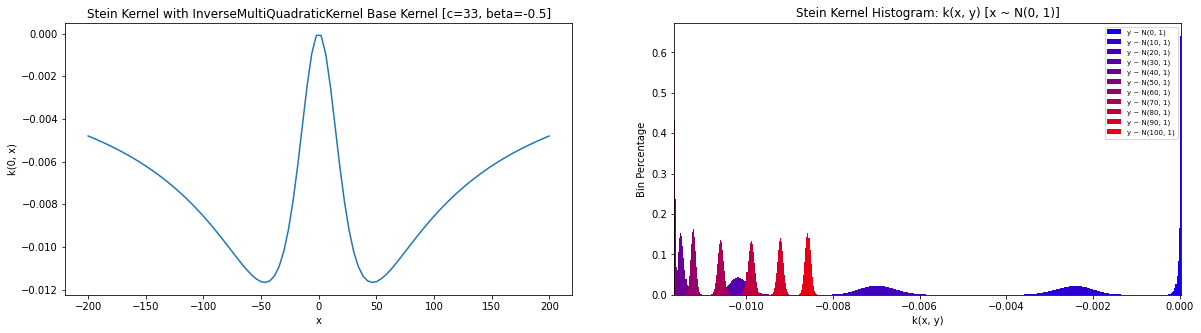 Stein Kernel with InverseMultiQuadraticKernel Base Kernel [c=33, beta=-0.5]
0.000
−0.002
−0.004
−0.006
−0.008
−0.010
−0.012
k(0, x)
−200
−150
−100
−50
0
50
100
150
200
x
Stein Kernel Histogram: k(x, y) [x ~ N(0, 1)]
0.6
0.5
0.4
0.3
0.2
0.1
0.0
Bin Percentage
y ~ N(0, 1)
y ~ N(10, 1)
y ~ N(20, 1)
y ~ N(30, 1)
y ~ N(40, 1)
y ~ N(50, 1)
y ~ N(60, 1)
y ~ N(70, 1)
y ~ N(80, 1)
y ~ N(90, 1)
y ~ N(100, 1)
−0.010
−0.008
−0.006
−0.004
−0.002
0.000
k(x, y)